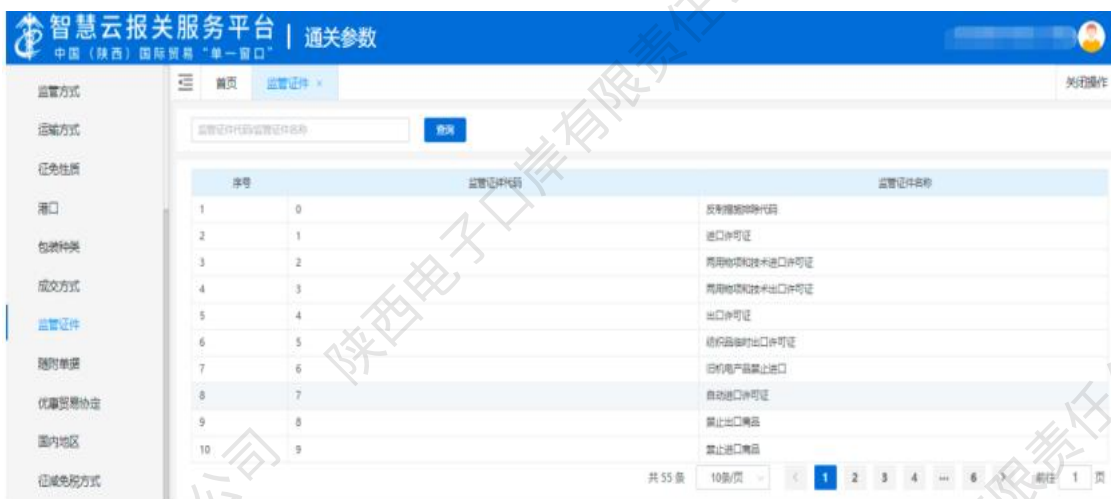 智慧云报关服务平台
中国（陕西）国际贸易“单一窗口”
通关参数
监管方式
运输方式
征免性质
港口
包装种类
成交方式
监管证件
随附单据
优惠贸易协定
国内地区
征减免税方式
首页 监管证件 × 关闭操作
监管证件代码/监管证件名称 查询
序号 监管证件代码 监管证件名称
1 0 反制措施排除代码
2 1 进口许可证
3 2 两用物项和技术进口许可证
4 3 两用物项和技术出口许可证
5 4 出口许可证
6 5 纺织品临时出口许可证
7 6 旧机电产品禁止进口
8 7 自动进口许可证
9 8 禁止出口商品
10 9 禁止进口商品
共 55 条 10条/页 < 1 2 3 4 ... 6 > 前往 1 页
陕西电子口岸有限责任
公司
有限责任